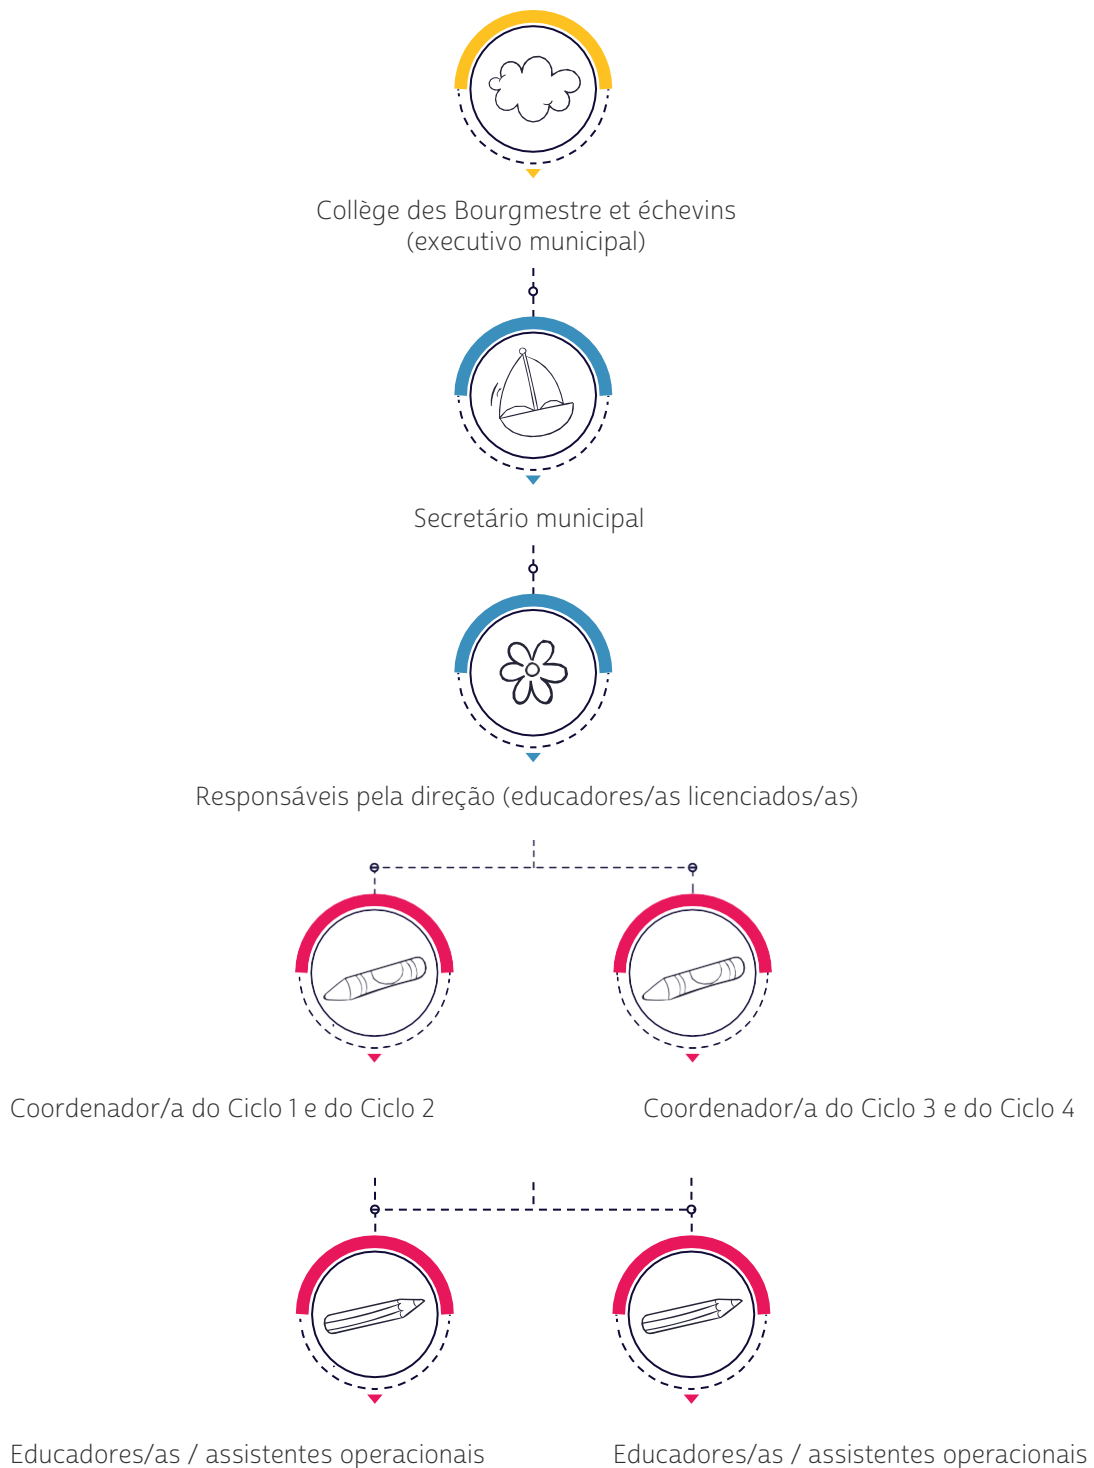 Collège des Bourgmestre et échevins
(executivo municipal)
Secretário municipal
Responsáveis pela direção (educadores/as licenciados/as)
Coordenador/a do Ciclo 1 e do Ciclo 2
Coordenador/a do Ciclo 3 e do Ciclo 4
Educadores/as / assistentes operacionais
Educadores/as / assistentes operacionais